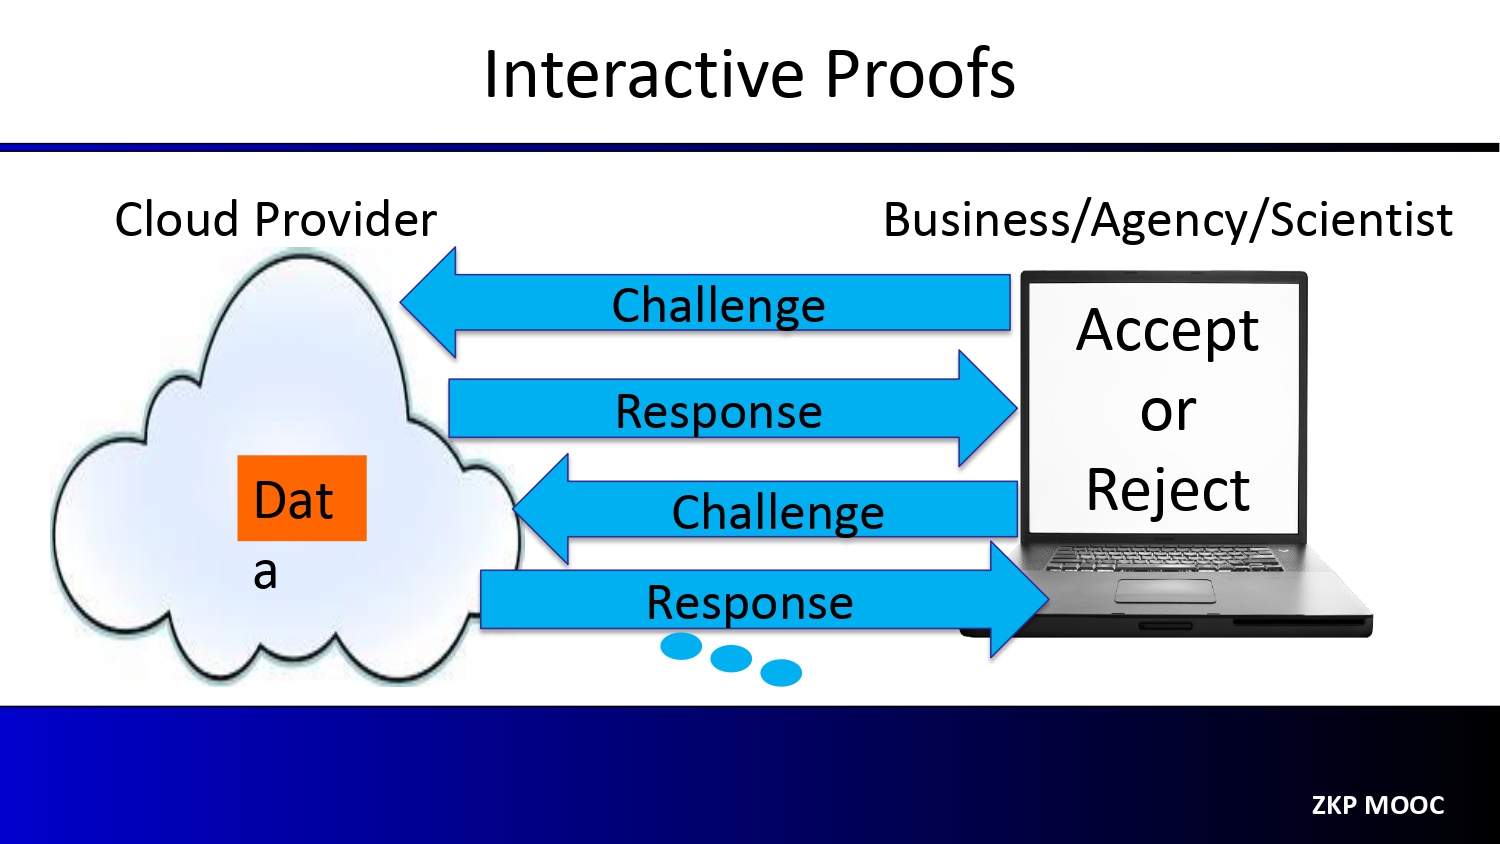 Interactive Proofs
Cloud Provider
Business/Agency/Scientist
Challenge
Response
Challenge
Response
Accept
or
Reject
Dat
a
ZKP MOOC